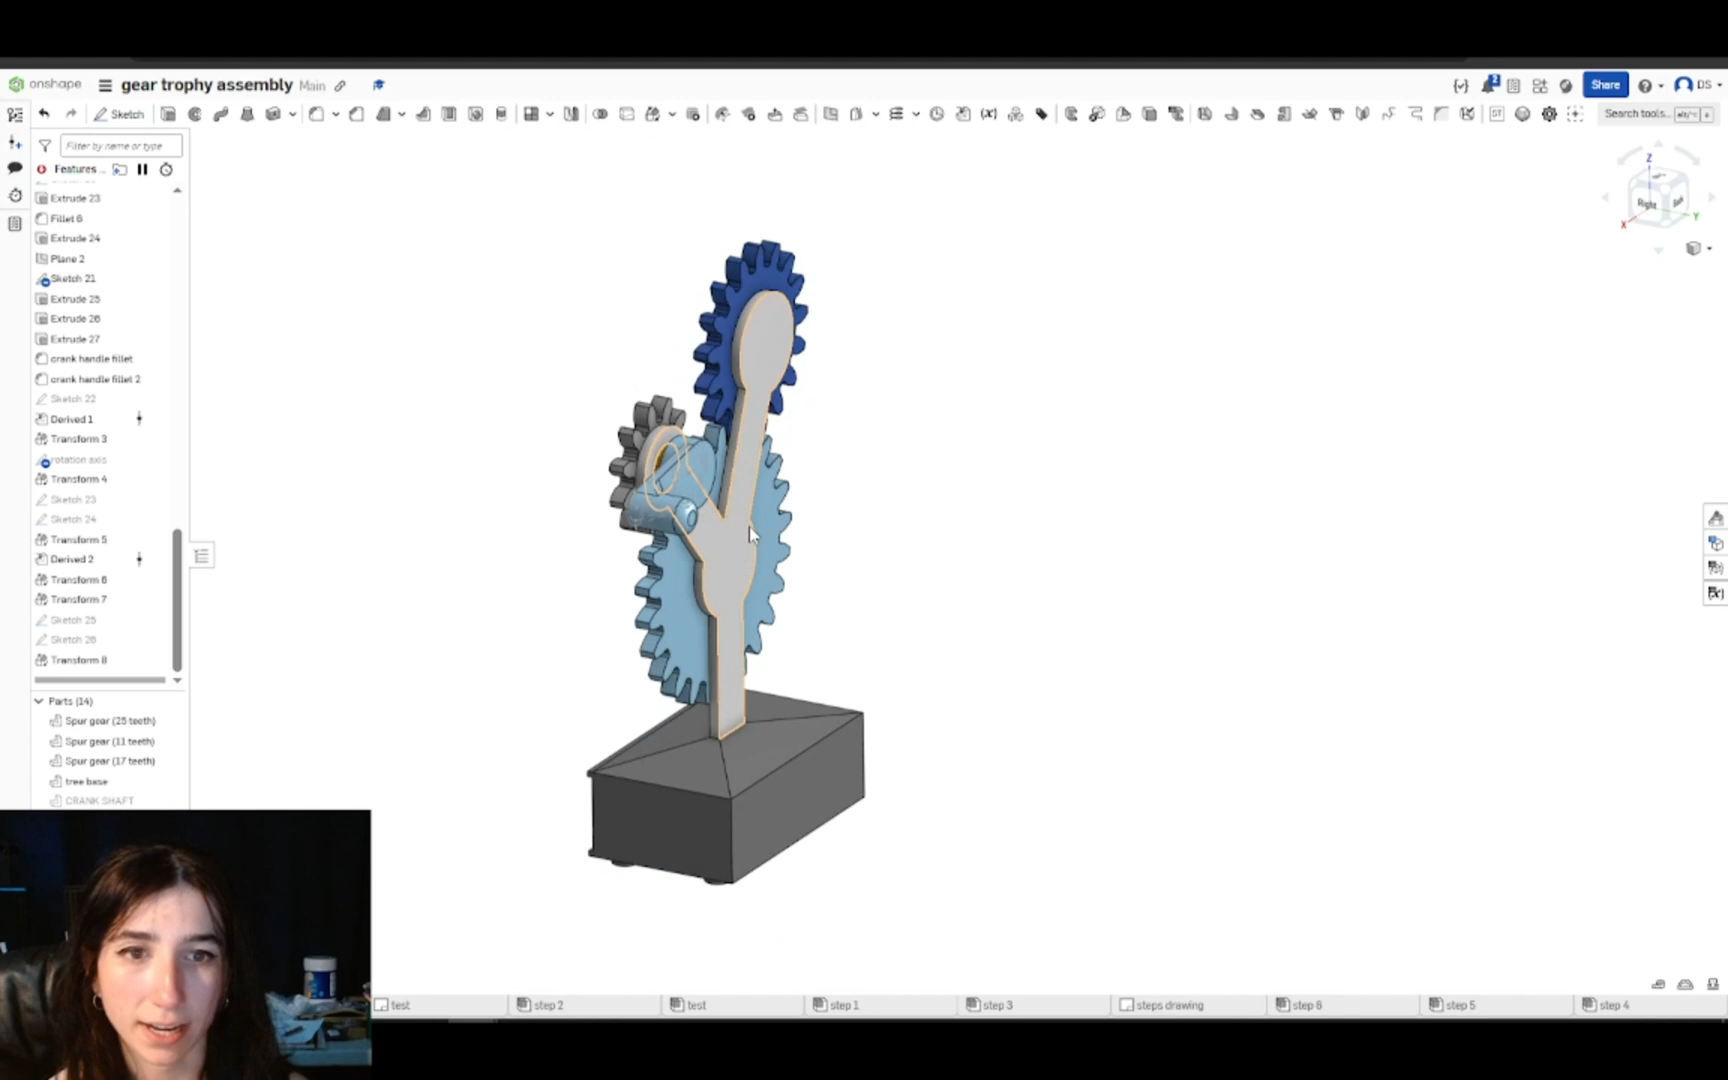 onshape
gear trophy assembly Main
2
Share
DS
Sketch
Search tools...
Filter by name or type
Features ...
Extrude 23
Fillet 6
Extrude 24
Plane 2
Sketch 21
Extrude 25
Extrude 26
Extrude 27
crank handle fillet
crank handle fillet 2
Sketch 22
Derived 1
Transform 3
rotation axis
Transform 4
Sketch 23
Sketch 24
Transform 5
Derived 2
Transform 6
Transform 7
Sketch 25
Sketch 26
Transform 8
Parts (14)
Spur gear (25 teeth)
Spur gear (11 teeth)
Spur gear (17 teeth)
tree base
CRANK SHAFT
Z
Right
X
Y
test
step 2
test
step 1
step 3
steps drawing
step 6
step 5
step 4